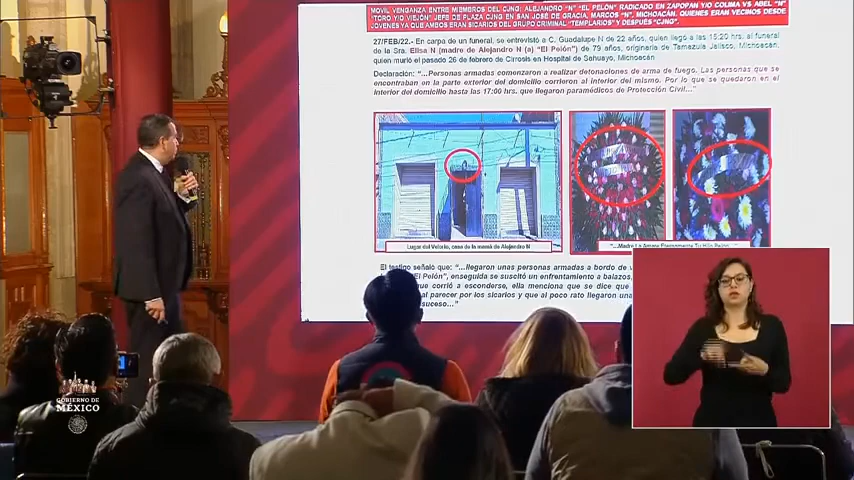 MÓVIL VENGANZA ENTRE MIEMBROS DEL CJNG: ALEJANDRO "N" "EL PELÓN" RADICADO EN ZAPOPAN Y/O COLIMA VS ABEL "M"
"TORO Y/O VIEJÓN" JEFE DE PLAZA CJNG EN SAN JOSÉ DE GRACIA, MARCOS "N", MICHOACÁN. QUIENES ERAN VECINOS DESDE
JÓVENES YA QUE AMBOS ERAN SICARIOS DEL GRUPO CRIMINAL "TEMPLARIOS" Y DESPUÉS "CJNG".
27/FEB/22.- En carpa de un funeral, se entrevistó a C. Guadalupe N de 22 años, quien llegó a las 15:20 hrs. al funeral
de la Sra. Elisa N (madre de Alejandro N (a) "El Pelón") de 79 años, originaria de Tamazula Jalisco, Michoacán,
quien murió el pasado 26 de febrero de Cirrosis en Hospital de Sahuayo, Michoacán
Declaración: "...Personas armadas comenzaron a realizar detonaciones de arma de fuego. Las personas que se
encontraban en la parte exterior del domicilio corrieron al interior del mismo. Por lo que se quedaron en el
interior del domicilio hasta las 17:00 hrs. que llegaron paramédicos de Protección Civil..."
Lugar del Velorio, casa de la mamá de Alejandro N
"...Madre La Amaré Eternamente Tu Hijo Pelón..."
El testigo señaló que: "...llegaron unas personas armadas a bordo de
"El Pelón", enseguida se suscitó un enfrentamiento a balazos,
que corrió a esconderse, ella menciona que se dice que
al parecer por los sicarios y que al poco rato llegaron
suceso..."
GOBIERNO DE
MÉXICO